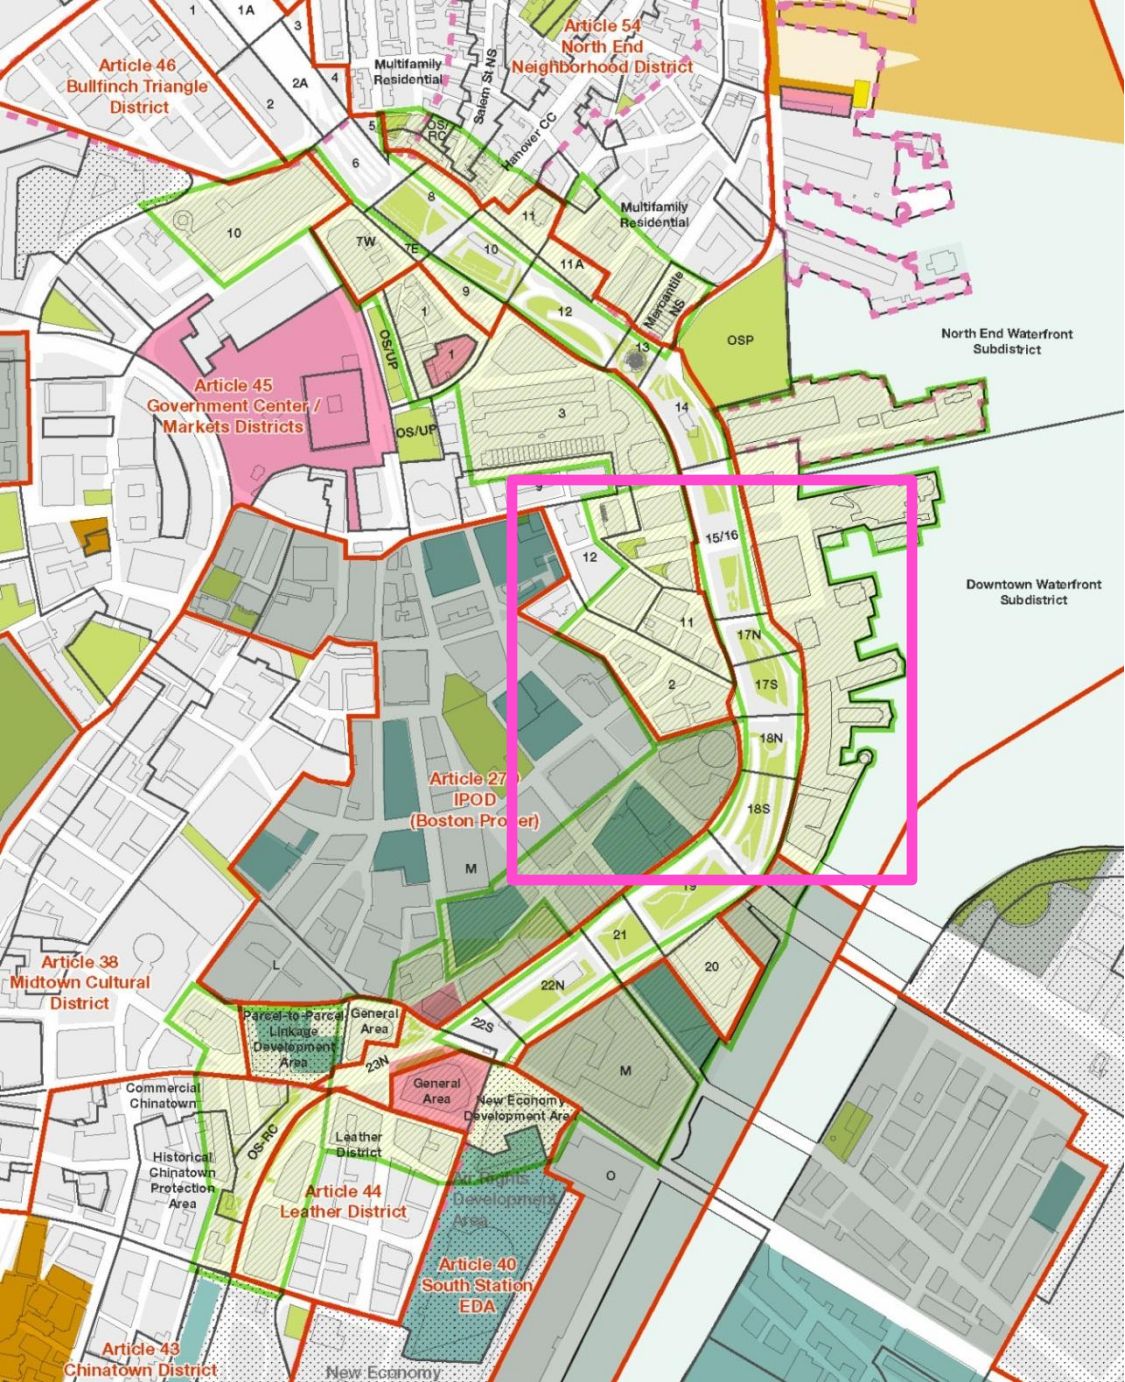 1
1A
3
2A
4
2
Article 46
Bullfinch Triangle
District
Multifamily
Residential
Salem St NS
Hanover CC
Article 54
North End
Neighborhood District
5
OS/
RC
6
8
11
Multifamily
Residential
10
7W
7E
10
11A
9
12
Mercantile
NS
1
OS/UP
1
13
OSP
North End Waterfront
Subdistrict
Article 45
Government Center /
Markets Districts
3
14
OS/UP
9
15/16
12
Downtown Waterfront
Subdistrict
11
17N
2
17S
18N
Article 27D
IPOD
(Boston Proper)
18S
M
19
21
20
L
22N
Article 38
Midtown Cultural
District
Parcel-to-Parcel
Linkage
Development
Area
General
Area
22S
23N
M
General
Area
New Economy
Development Area
Commercial
Chinatown
OS-RC
Leather
District
Historical
Chinatown
Protection
Area
Air Rights
Development
Area
O
Article 44
Leather District
Article 40
South Station
EDA
Article 43
Chinatown District
New Economy